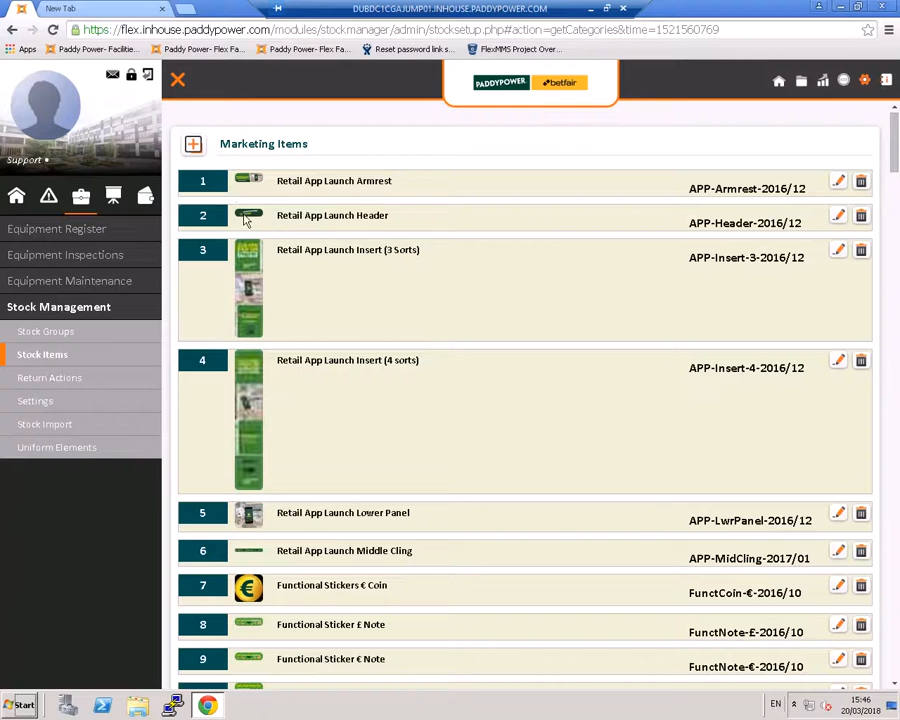 New Tab
DUBDC1CGAJUMP01.INHOUSE.PADDYPOWER.COM
https://flex.inhouse.paddypower.com/modules/stockmanager/admin/stocksetup.php#action=getCategories&time=1521560769
Apps Paddy Power- Facilitie... Paddy Power- Flex Fa... Paddy Power- Flex Fa... Reset password link s... FlexMMS Project Over...
PADDYPOWER betfair
Support
Marketing Items
1 Retail App Launch Armrest APP-Armrest-2016/12
2 Retail App Launch Header APP-Header-2016/12
3 Retail App Launch Insert (3 Sorts) APP-Insert-3-2016/12
4 Retail App Launch Insert (4 sorts) APP-Insert-4-2016/12
5 Retail App Launch Lower Panel APP-LwrPanel-2016/12
6 Retail App Launch Middle Cling APP-MidCling-2017/01
7 Functional Stickers € Coin FunctCoin-€-2016/10
8 Functional Sticker £ Note FunctNote-£-2016/10
9 Functional Sticker € Note FunctNote-€-2016/10
Equipment Register
Equipment Inspections
Equipment Maintenance
Stock Management
Stock Groups
Stock Items
Return Actions
Settings
Stock Import
Uniform Elements
Start
EN
15:46
20/03/2018